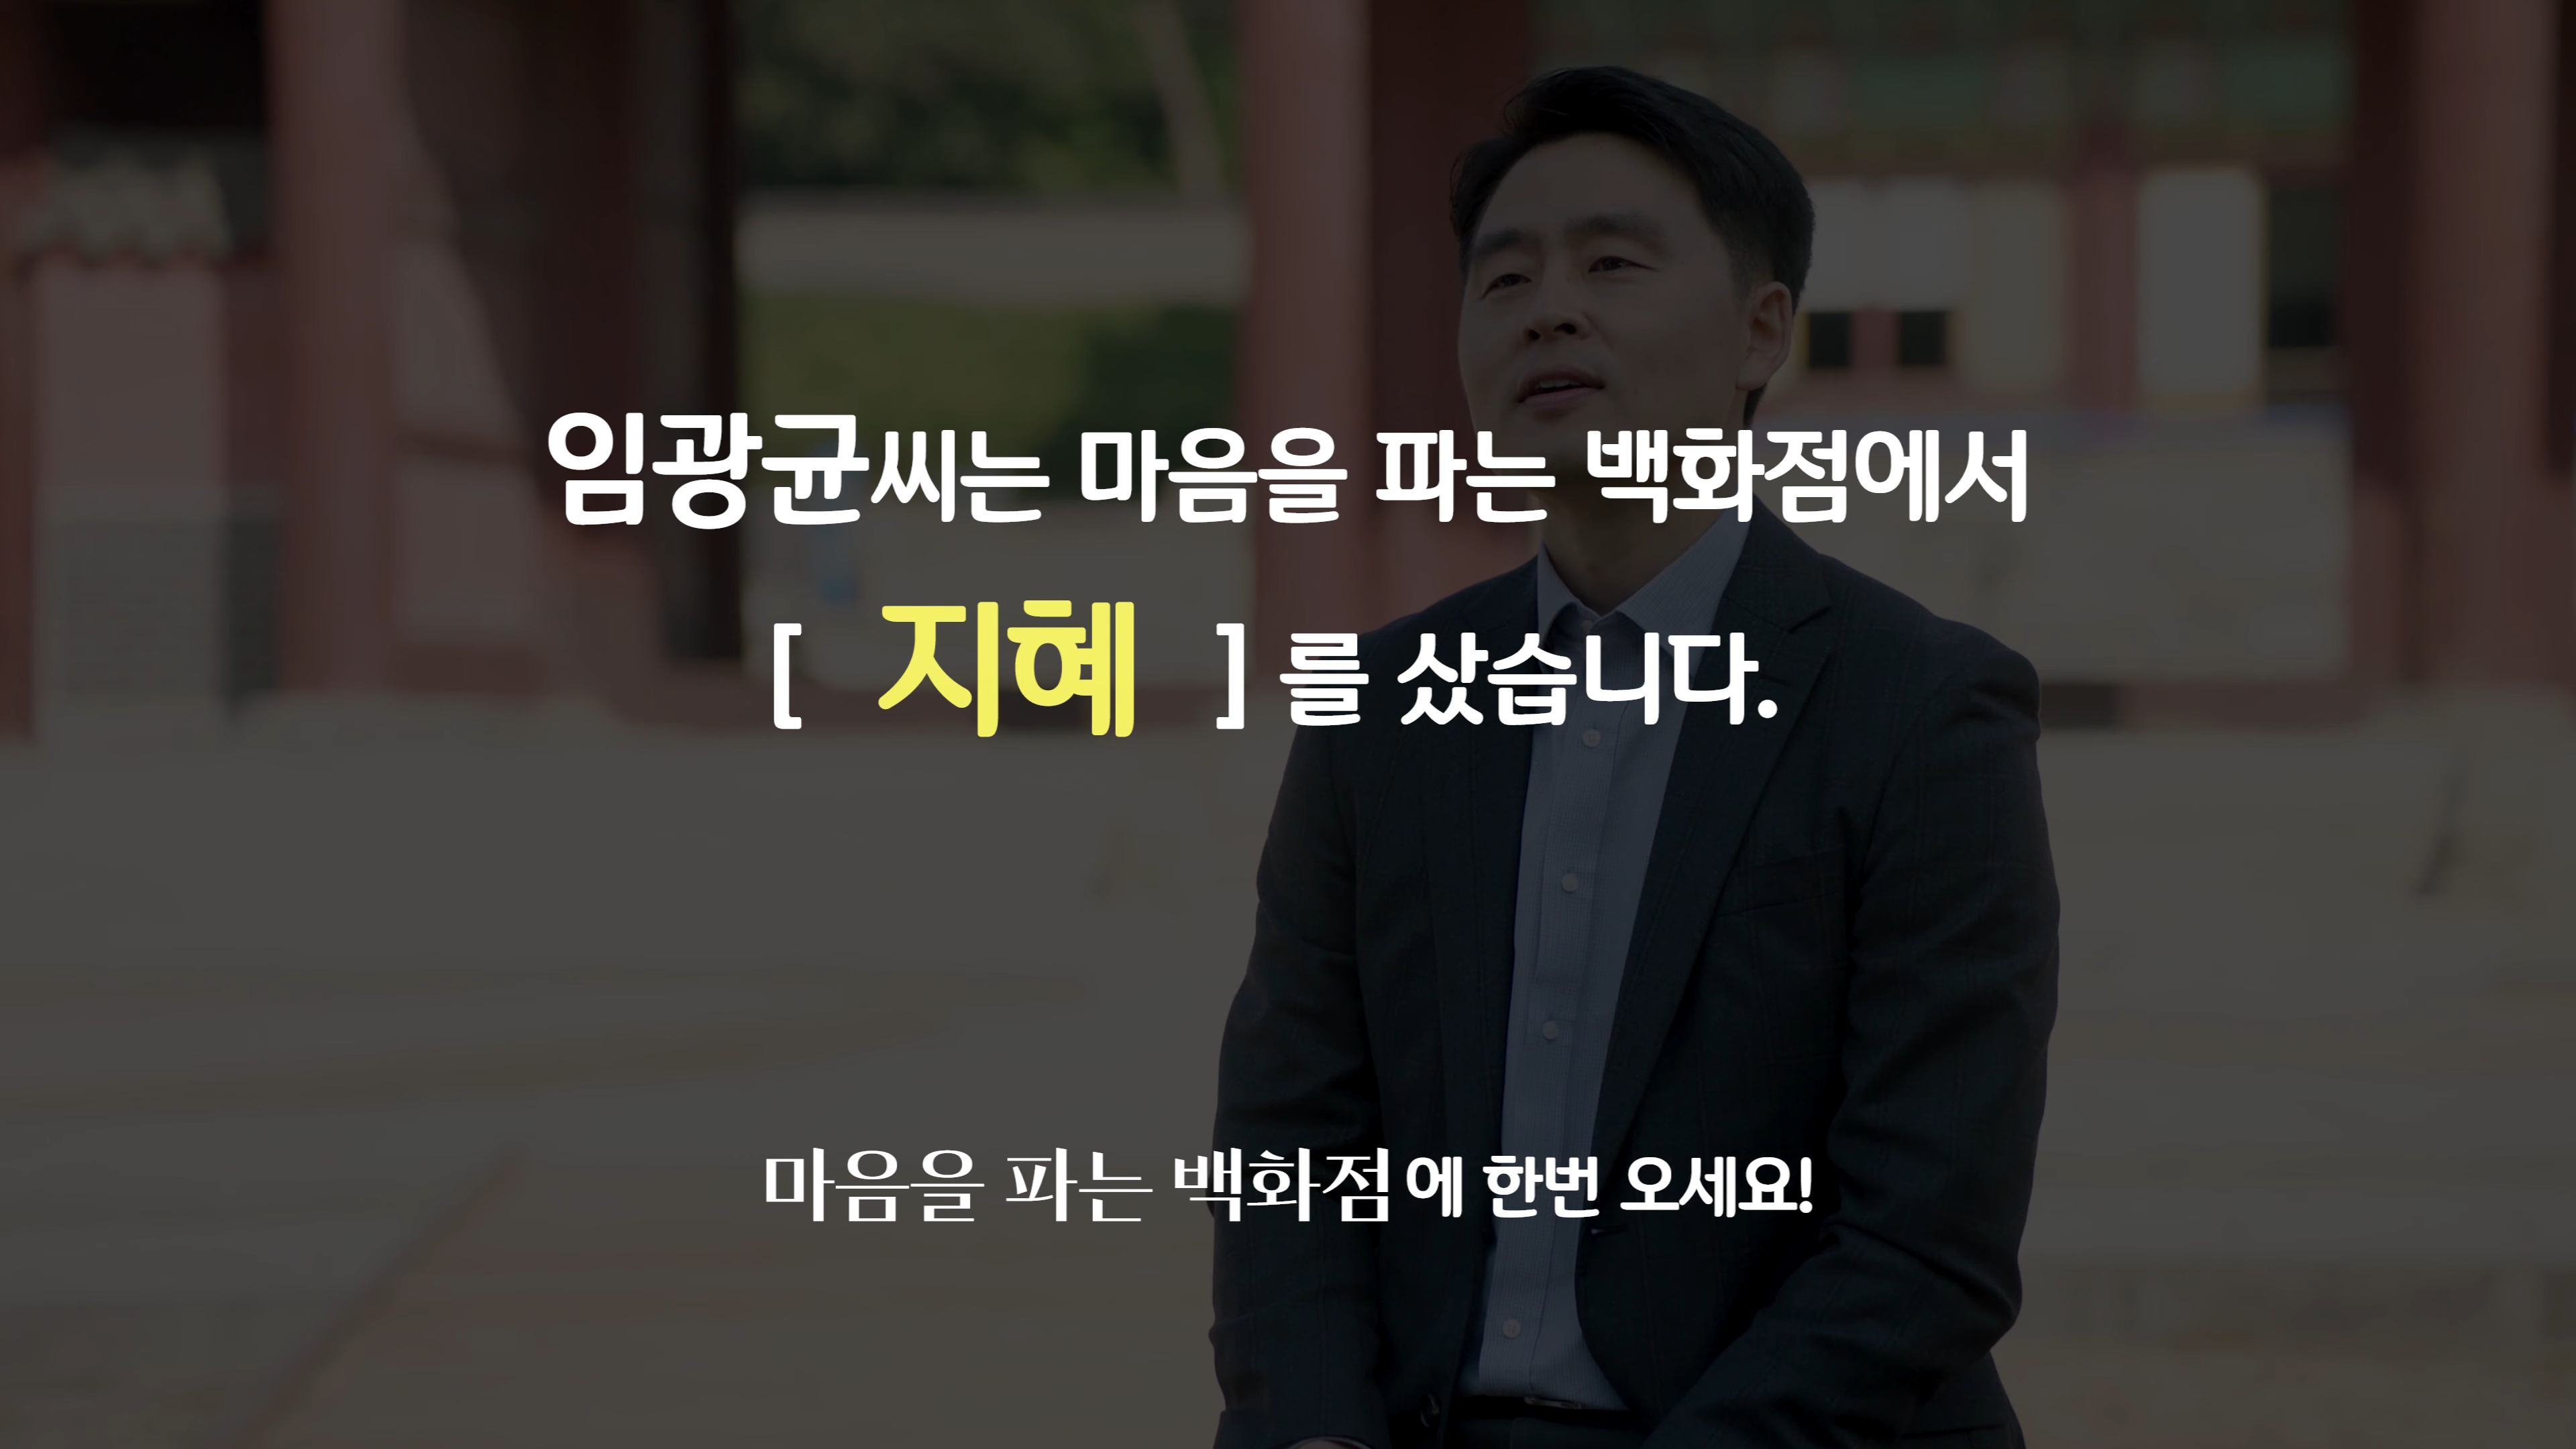 임광균씨는 마음을 파는 백화점에서
[ 지혜 ] 를 샀습니다.
마음을 파는 백화점에 한번 오세요!